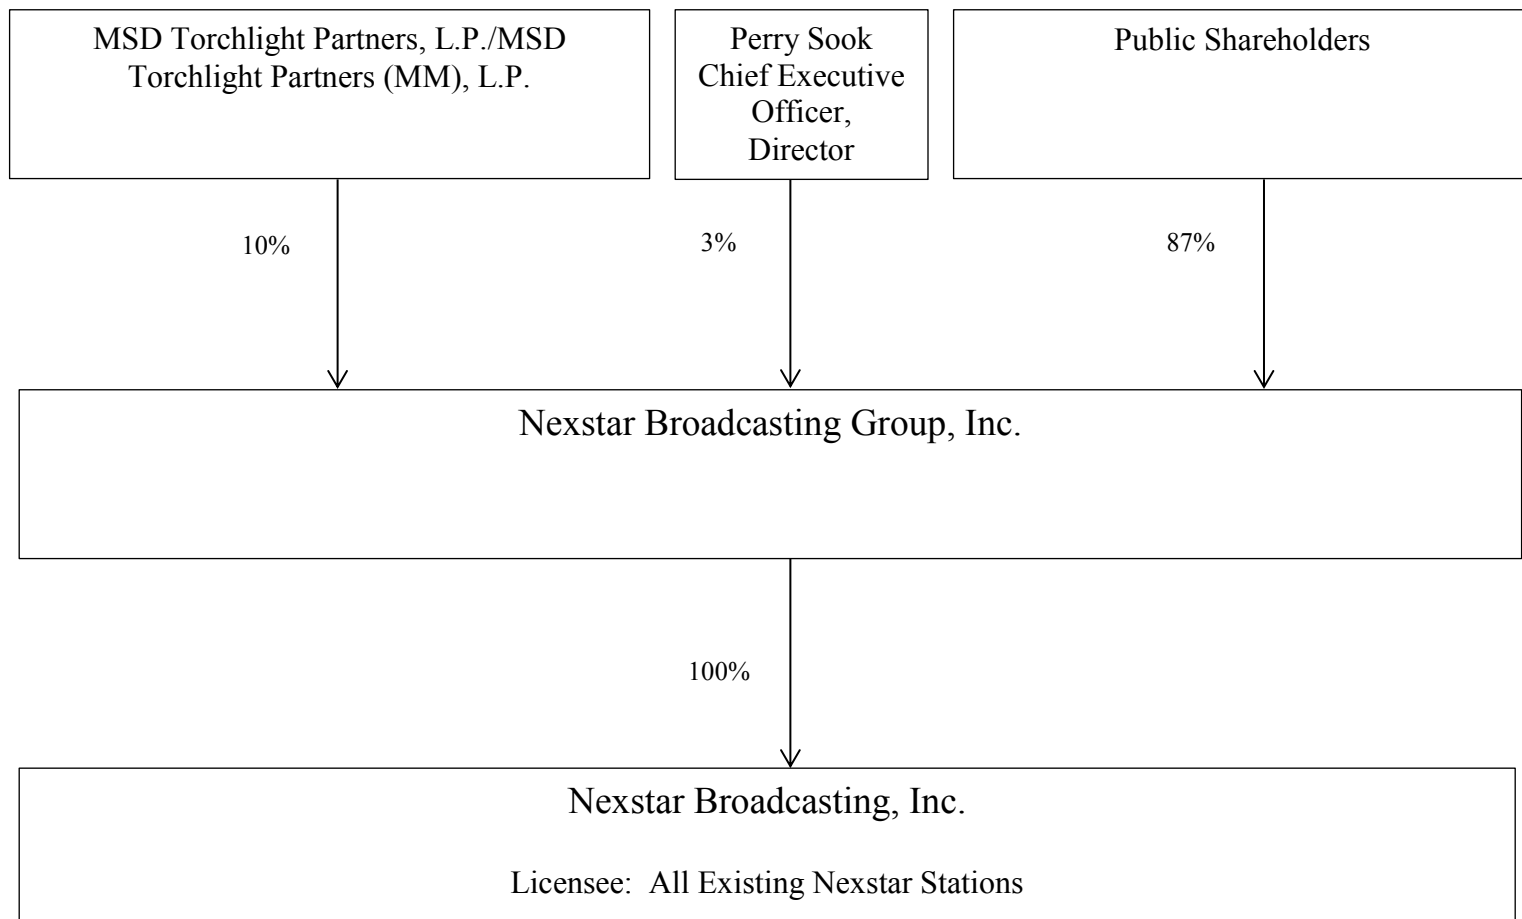 MSD Torchlight Partners, L.P./MSD
Torchlight Partners (MM), L.P.
Perry Sook
Chief Executive
Officer,
Director
Public Shareholders
10%
3%
87%
Nexstar Broadcasting Group, Inc.
100%
Nexstar Broadcasting, Inc.
Licensee: All Existing Nexstar Stations